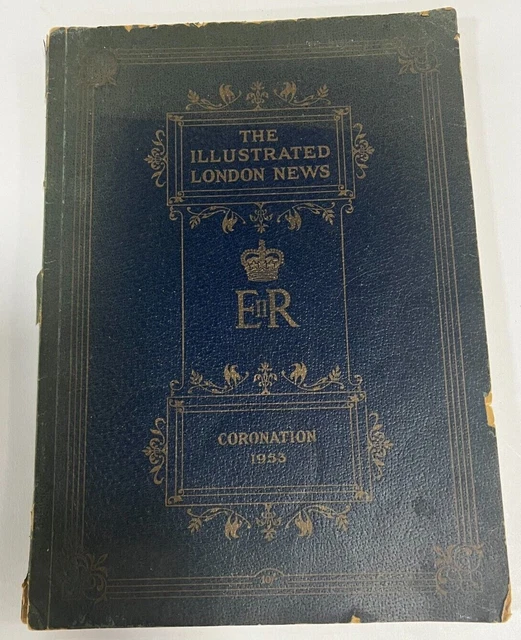 THE
ILLUSTRATED
LONDON NEWS
EIIR
CORONATION
1953